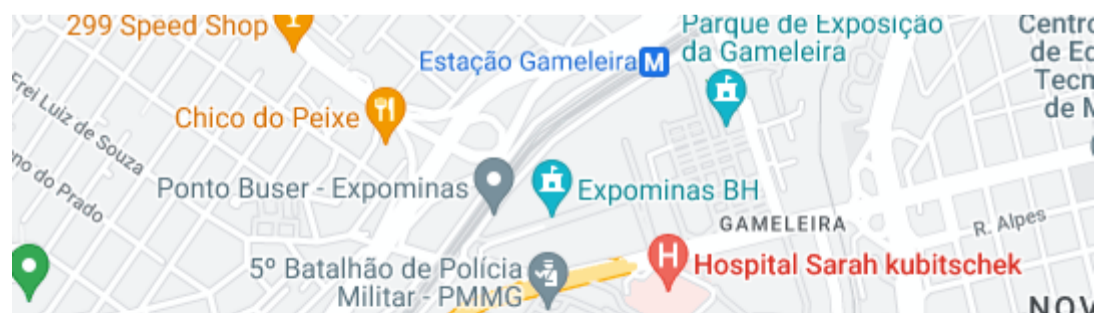 299 Speed Shop
Parque de Exposição
da Gameleira
Estação Gameleira
M
Centro
de Ed
Tecn
de M
Frei Luiz de Souza
Chico do Peixe
no do Prado
Ponto Buser - Expominas
Expominas BH
GAMELEIRA
R. Alpes
5º Batalhão de Polícia
Militar - PMMG
H
Hospital Sarah kubitschek
NOV